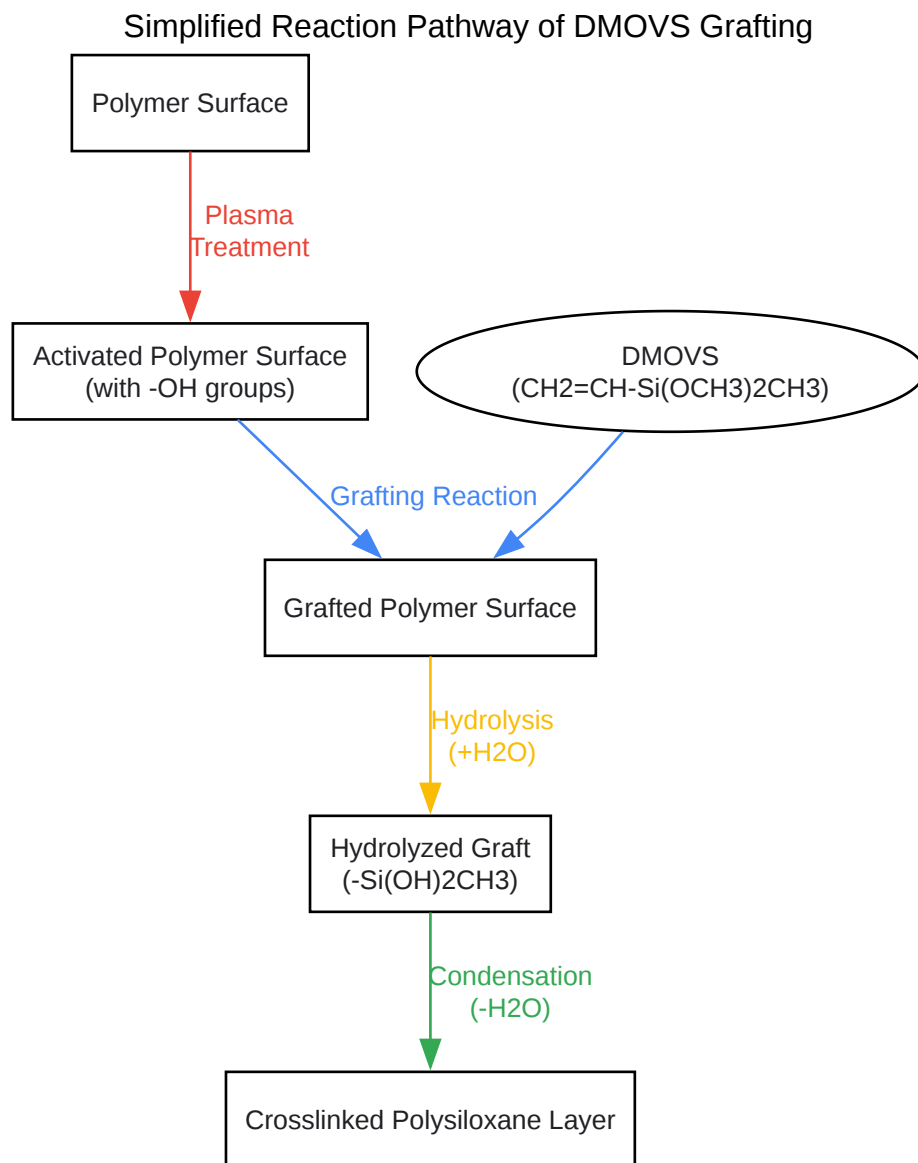 Simplified Reaction Pathway of DMOVS Grafting
Polymer Surface
Plasma
Treatment
Activated Polymer Surface
(with -OH groups)
DMOVS
(CH2=CH-Si(OCH3)2CH3)
Grafting Reaction
Grafted Polymer Surface
Hydrolysis
(+H2O)
Hydrolyzed Graft
(-Si(OH)2CH3)
Condensation
(-H2O)
Crosslinked Polysiloxane Layer